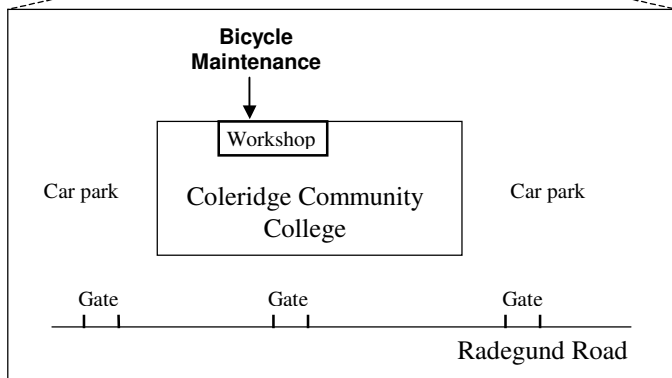 Bicycle
Maintenance
Workshop
Car park
Coleridge Community
College
Car park
Gate
Gate
Gate
Radegund Road